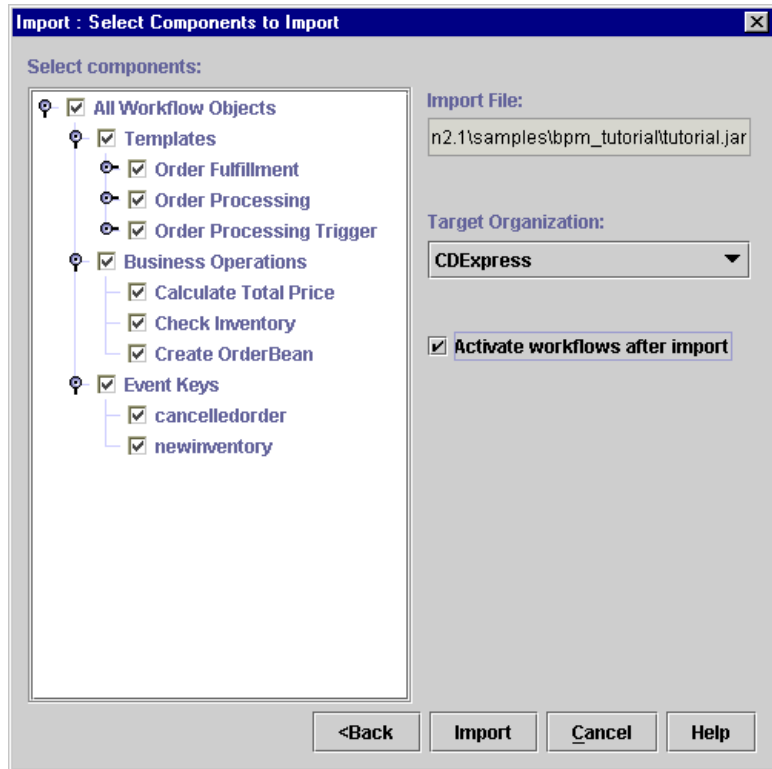 Import : Select Components to Import
Select components:
All Workflow Objects
Templates
Order Fulfillment
Order Processing
Order Processing Trigger
Business Operations
Calculate Total Price
Check Inventory
Create OrderBean
Event Keys
cancelledorder
newinventory
Import File:
n2.1\samples\bpm_tutorial\tutorial.jar
Target Organization:
CDExpress
Activate workflows after import
<Back Import Cancel Help